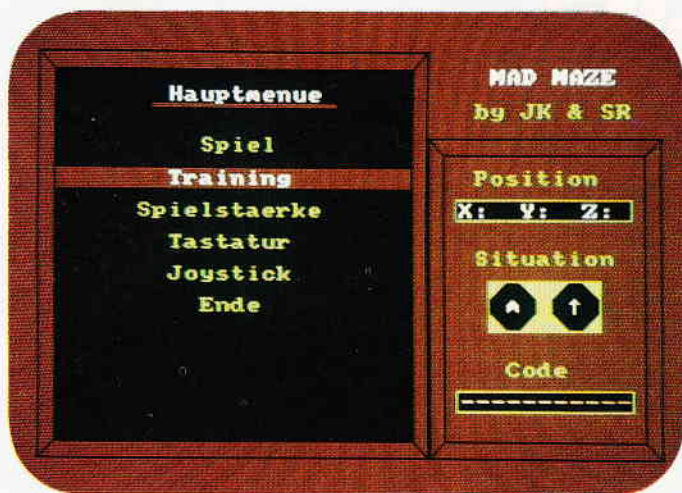 Hauptmenue
Spiel
Training
Spielstaerke
Tastatur
Joystick
Ende
MAD MAZE
by JK & SR
Position
X: Y: Z:
Situation
Code
-----------